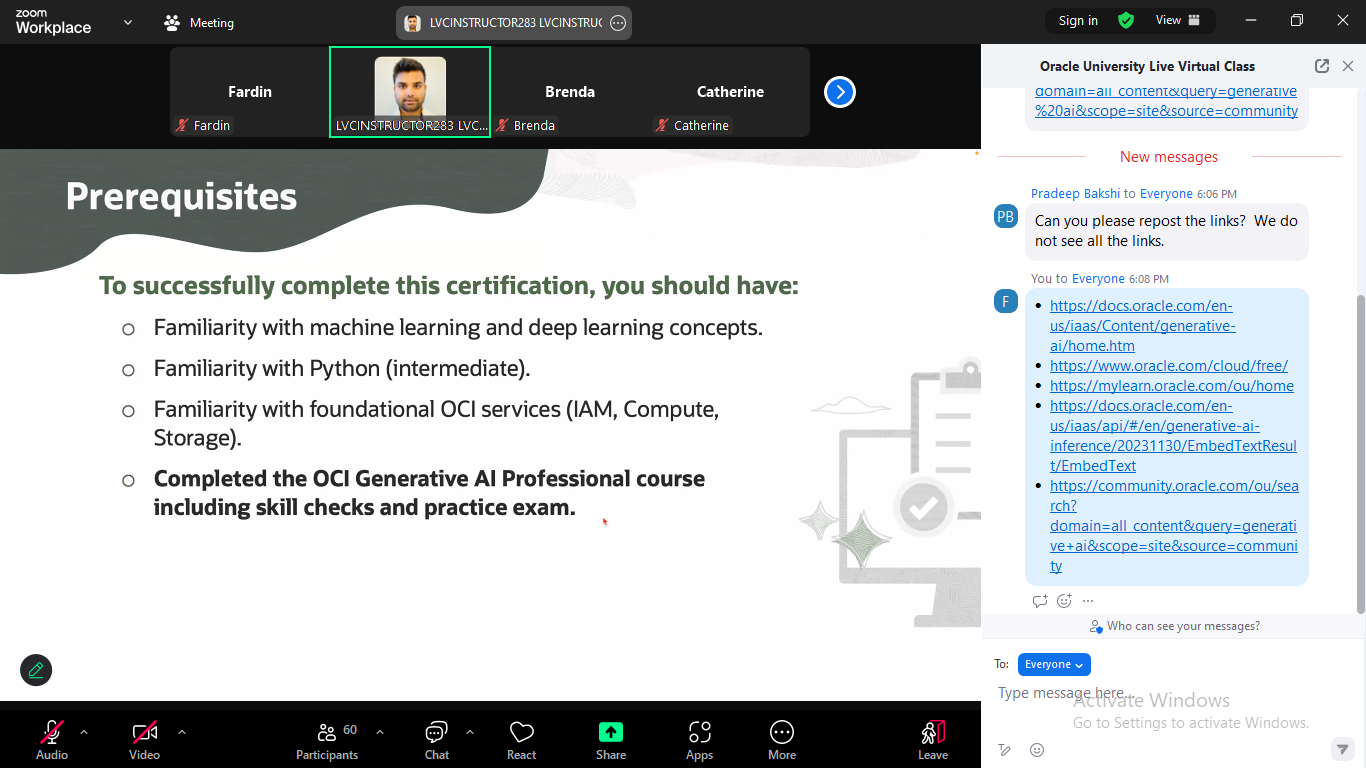 zoom
Workplace
Meeting
LVCINSTRUCTOR283 LVCINSTRUC
Sign in
View
Fardin
Brenda
Catherine
Fardin
LVCINSTRUCTOR283 LVC...
Brenda
Catherine
Prerequisites
To successfully complete this certification, you should have:
Familiarity with machine learning and deep learning concepts.
Familiarity with Python (intermediate).
Familiarity with foundational OCI services (IAM, Compute,
Storage).
Completed the OCI Generative AI Professional course
including skill checks and practice exam.
Oracle University Live Virtual Class
domain=all_content&query=generative
%20ai&scope=site&source=community
New messages
Pradeep Bakshi to Everyone 6:06 PM
PB
Can you please repost the links? We do
not see all the links.
You to Everyone 6:08 PM
F
https://docs.oracle.com/en-
us/iaas/Content/generative-
ai/home.htm
https://www.oracle.com/cloud/free/
https://mylearn.oracle.com/ou/home
https://docs.oracle.com/en-
us/iaas/api/#/en/generative-ai-
inference/20231130/EmbedTextResul
t/EmbedText
https://community.oracle.com/ou/sea
rch?
domain=all_content&query=generati
ve+ai&scope=site&source=communi
ty
Who can see your messages?
To: Everyone
Type message here...
Activate Windows
Go to Settings to activate Windows.
Audio
Video
60
Participants
Chat
React
Share
Apps
More
Leave